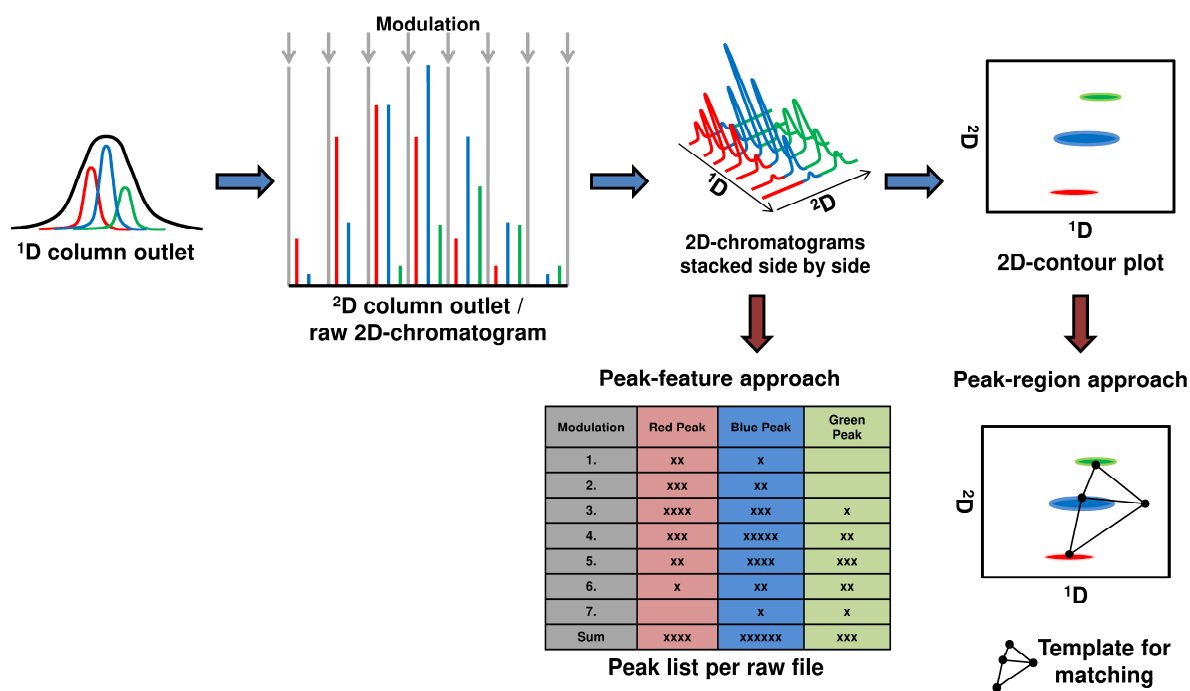 Modulation
¹D column outlet
²D column outlet /
raw 2D-chromatogram
¹D
²D
2D-chromatograms
stacked side by side
²D
¹D
2D-contour plot
Peak-feature approach
Modulation Red Peak Blue Peak Green Peak
1. xx x
2. xxx xx
3. xxxx xxx x
4. xxx xxxxx xx
5. xx xxxx xxx
6. x xx xx
7. x x
Sum xxxx xxxxxx xxx
Peak list per raw file
Peak-region approach
²D
¹D
Template for
matching